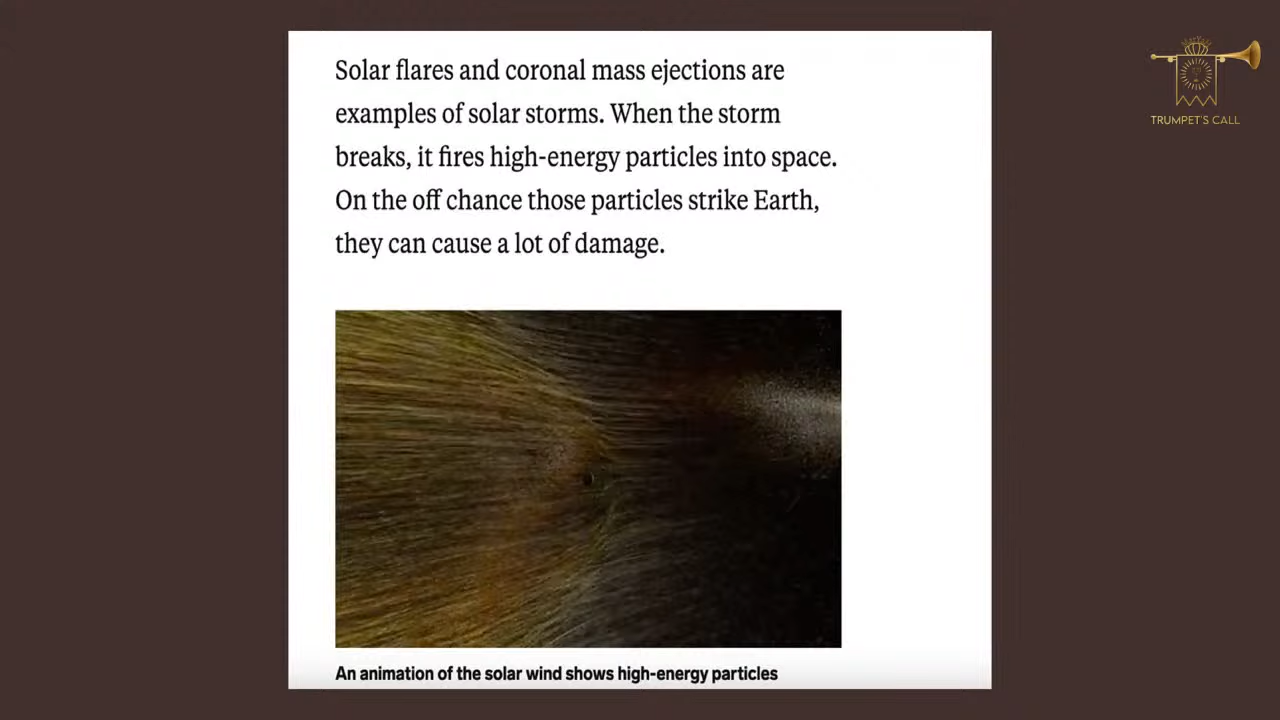 Solar flares and coronal mass ejections are
examples of solar storms. When the storm
breaks, it fires high-energy particles into space.
On the off chance those particles strike Earth,
they can cause a lot of damage.
An animation of the solar wind shows high-energy particles
TRUMPET'S CALL